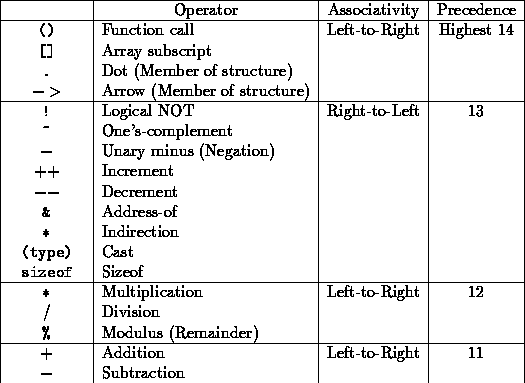 Operator Associativity Precedence
() Function call Left-to-Right Highest 14
[] Array subscript
. Dot (Member of structure)
-> Arrow (Member of structure)
! Logical NOT Right-to-Left 13
~ One's-complement
− Unary minus (Negation)
++ Increment
−− Decrement
& Address-of
* Indirection
(type) Cast
sizeof Sizeof
* Multiplication Left-to-Right 12
/ Division
% Modulus (Remainder)
+ Addition Left-to-Right 11
− Subtraction